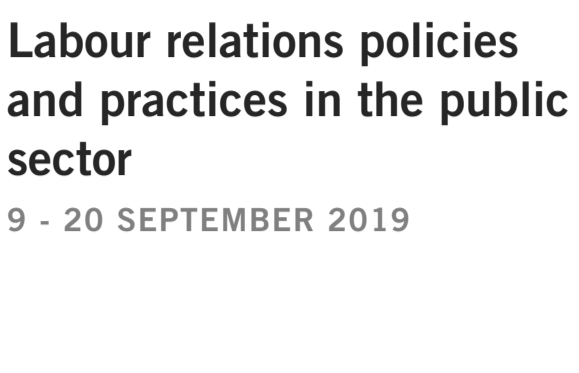 Labour relations policies
and practices in the public
sector
9 - 20 SEPTEMBER 2019